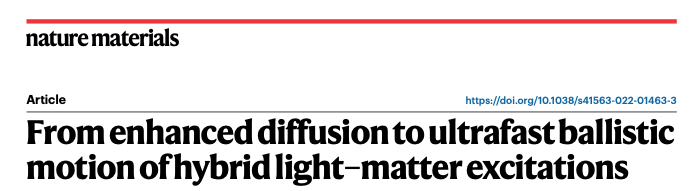 nature materials
Article
https://doi.org/10.1038/s41563-022-01463-3
From enhanced diffusion to ultrafast ballistic
motion of hybrid light–matter excitations